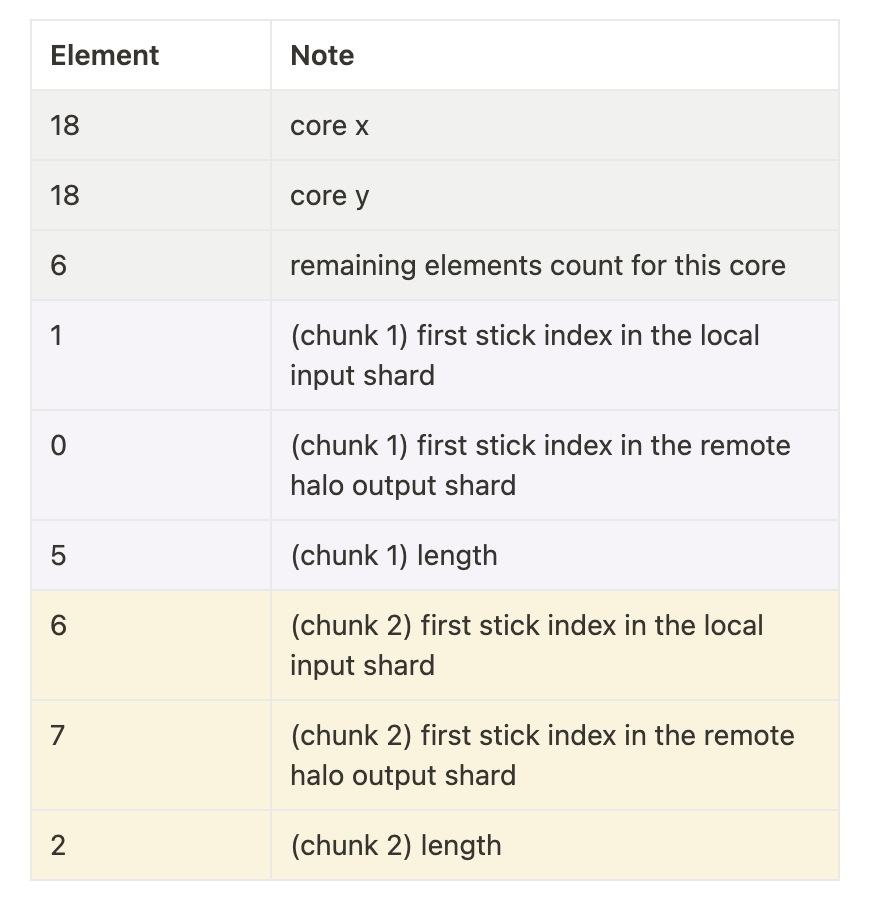 Element Note
18 core x
18 core y
6 remaining elements count for this core
1 (chunk 1) first stick index in the local
input shard
0 (chunk 1) first stick index in the remote
halo output shard
5 (chunk 1) length
6 (chunk 2) first stick index in the local
input shard
7 (chunk 2) first stick index in the remote
halo output shard
2 (chunk 2) length